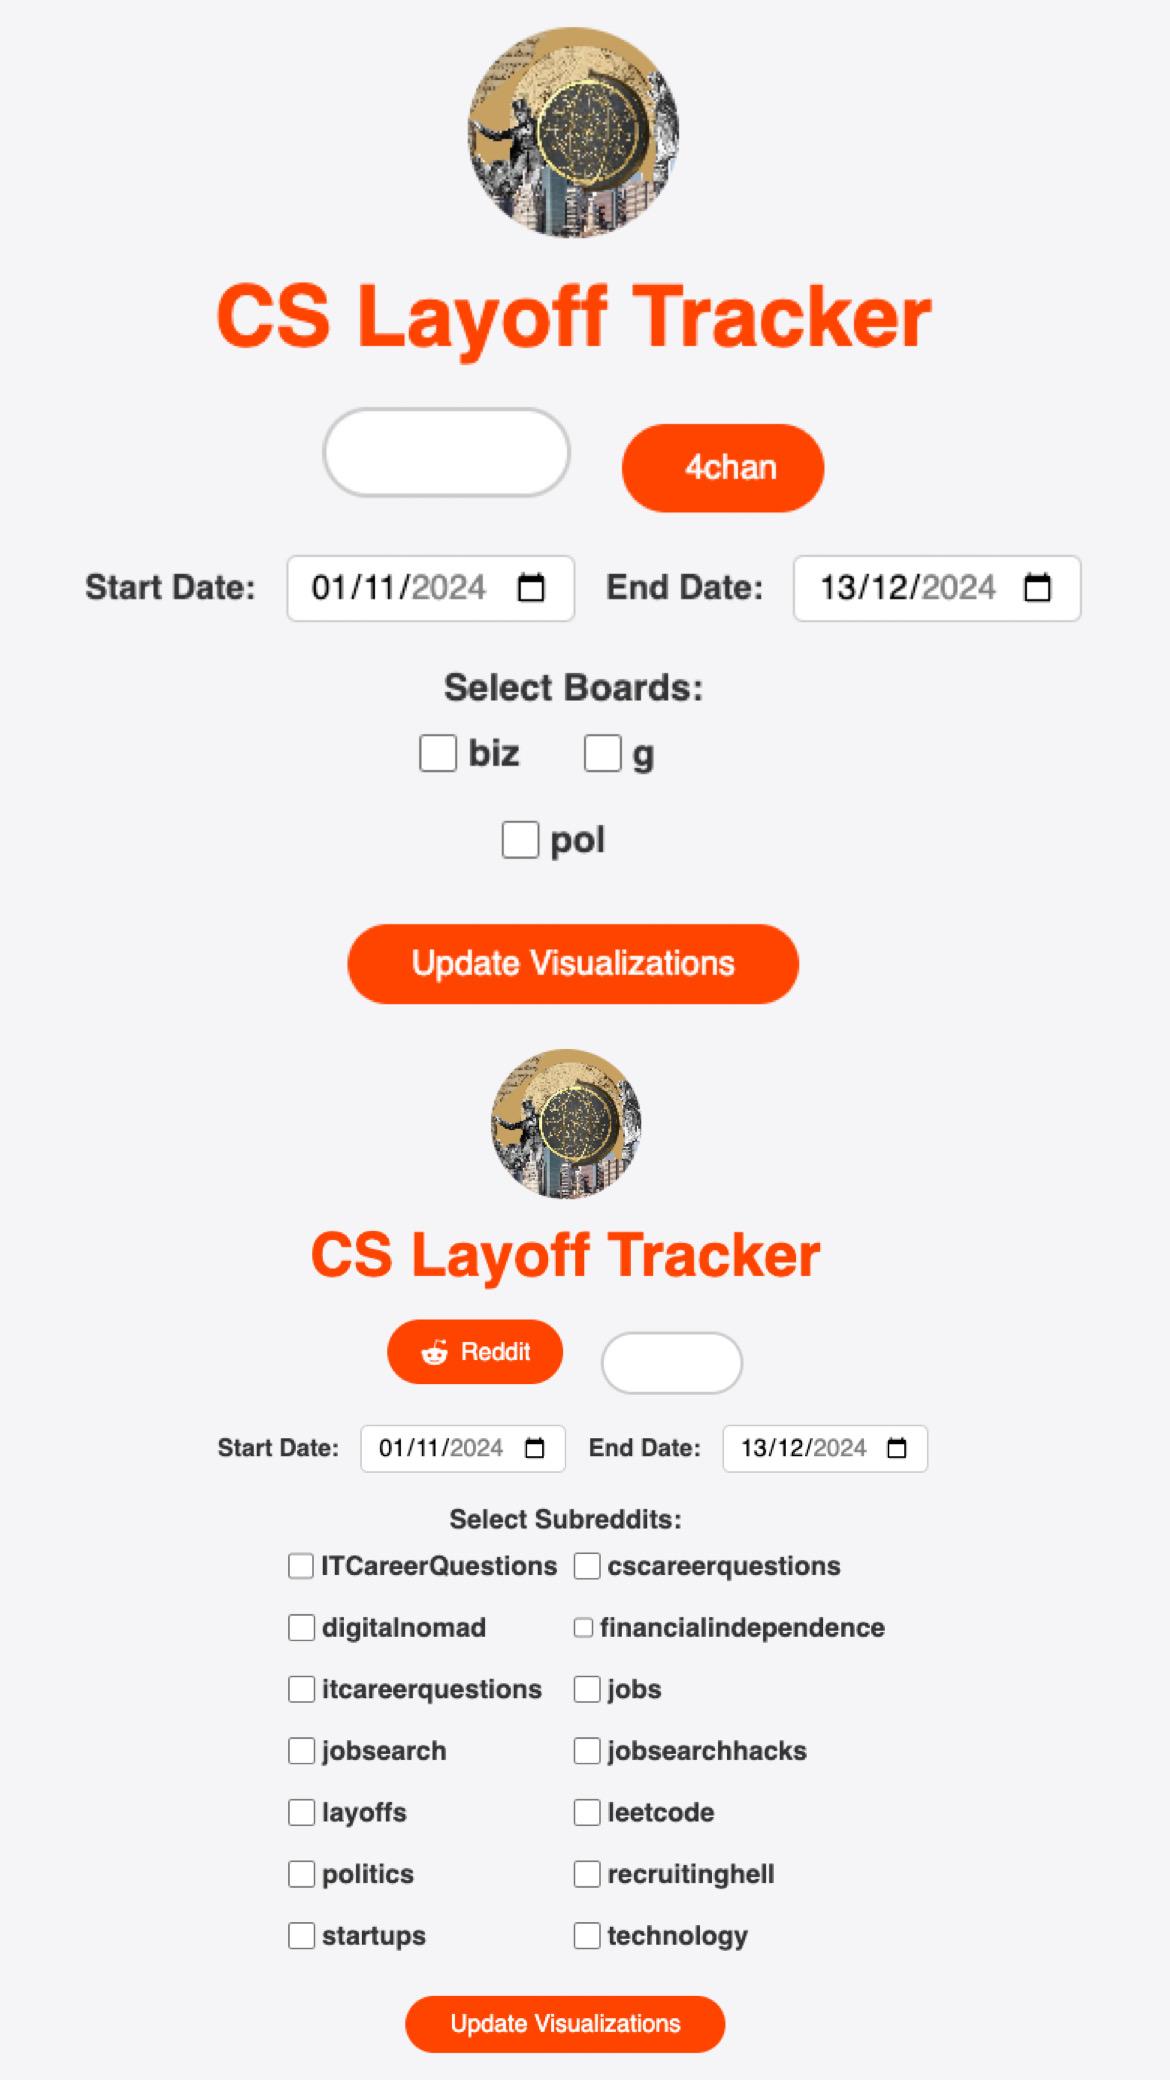 CS Layoff Tracker
4chan
Start Date: 01/11/2024 End Date: 13/12/2024
Select Boards:
biz g
pol
Update Visualizations
CS Layoff Tracker
Reddit
Start Date: 01/11/2024 End Date: 13/12/2024
Select Subreddits:
ITCareerQuestions cscareerquestions
digitalnomad financialindependence
itcareerquestions jobs
jobsearch jobsearchhacks
layoffs leetcode
politics recruitinghell
startups technology
Update Visualizations